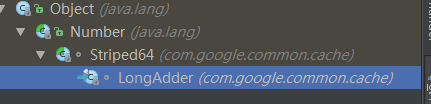 Object (java.lang)
Number (java.lang)
Striped64 (com.google.common.cache)
LongAdder (com.google.common.cache)